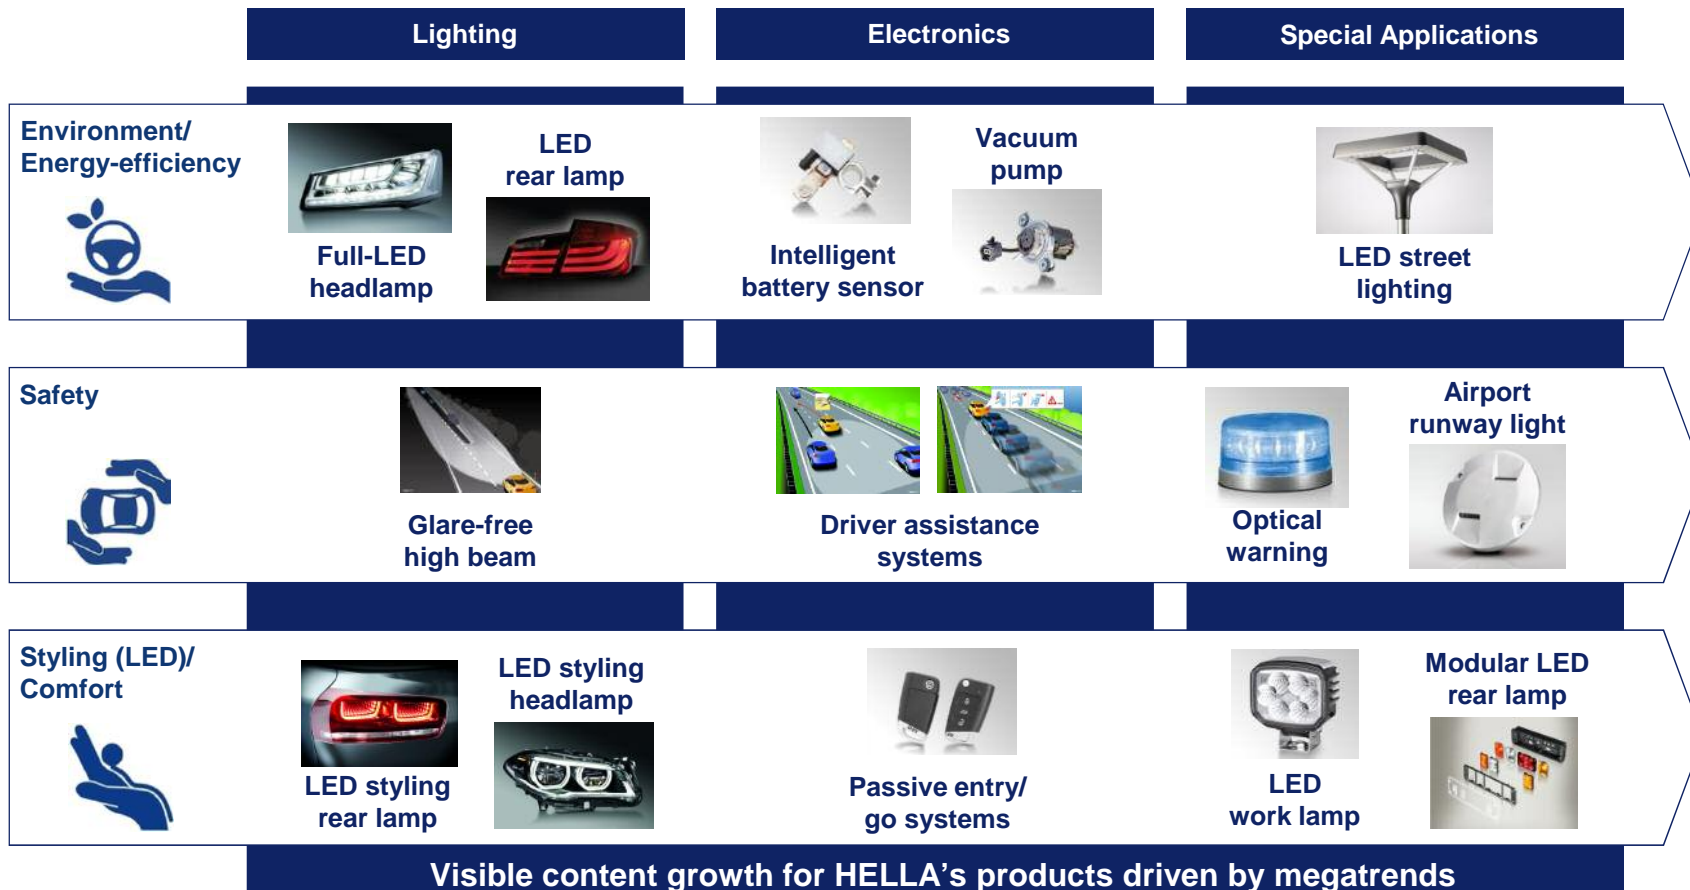 Lighting
Electronics
Special Applications
Environment/
Energy-efficiency
Full-LED
headlamp
LED
rear lamp
Intelligent
battery sensor
Vacuum
pump
LED street
lighting
Safety
Glare-free
high beam
Driver assistance
systems
Optical
warning
Airport
runway light
Styling (LED)/
Comfort
LED styling
rear lamp
LED styling
headlamp
Passive entry/
go systems
LED
work lamp
Modular LED
rear lamp
Visible content growth for HELLA's products driven by megatrends